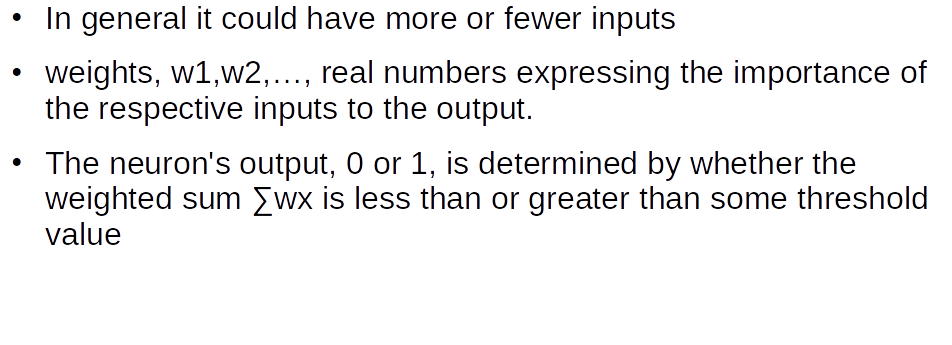 • In general it could have more or fewer inputs
• weights, w1,w2,…, real numbers expressing the importance of
the respective inputs to the output.
• The neuron's output, 0 or 1, is determined by whether the
weighted sum ∑wx is less than or greater than some threshold
value